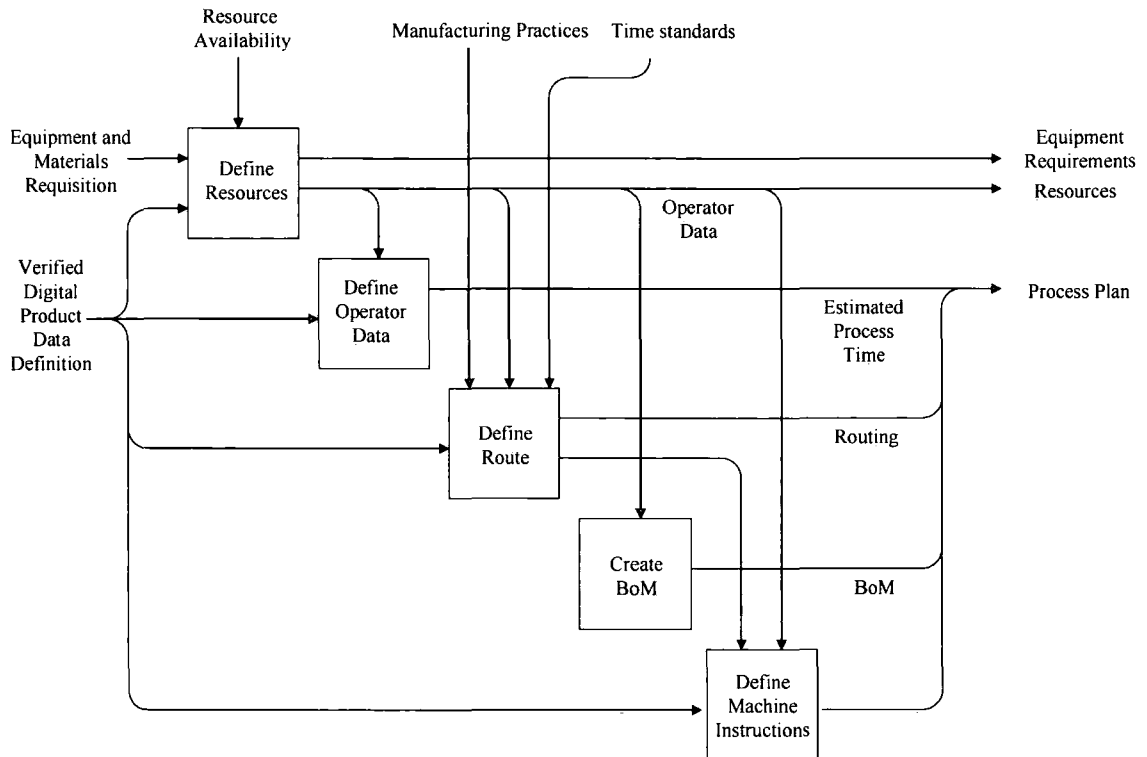 Resource
Availability
Manufacturing Practices
Time standards
Equipment and
Materials
Requisition
Define
Resources
Equipment
Requirements
Resources
Operator
Data
Verified
Digital
Product
Data
Definition
Define
Operator
Data
Process Plan
Estimated
Process
Time
Define
Route
Routing
Create
BoM
BoM
Define
Machine
Instructions